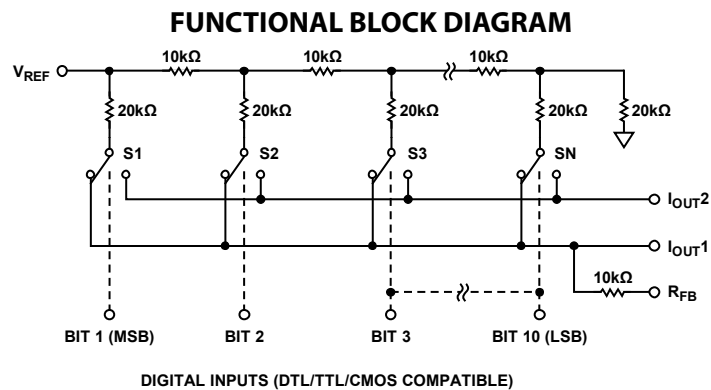 FUNCTIONAL BLOCK DIAGRAM
10kΩ 10kΩ 10kΩ
VREF
20kΩ 20kΩ 20kΩ 20kΩ 20kΩ
S1 S2 S3 SN
IOUT2
IOUT1
10kΩ
RFB
BIT 1 (MSB) BIT 2 BIT 3 BIT 10 (LSB)
DIGITAL INPUTS (DTL/TTL/CMOS COMPATIBLE)